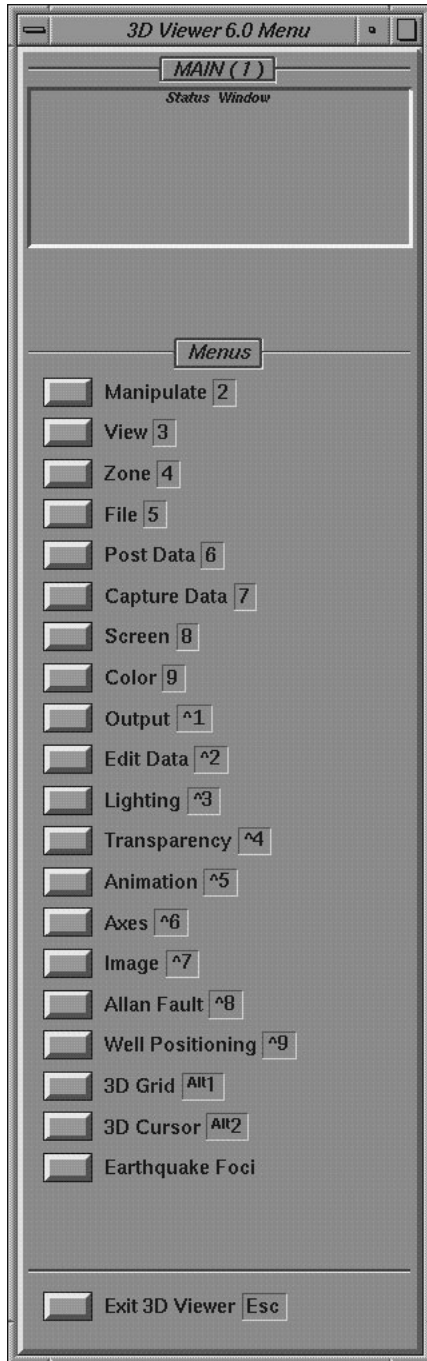 3D Viewer 6.0 Menu
MAIN ( 1 )
Status Window
Menus
Manipulate 2
View 3
Zone 4
File 5
Post Data 6
Capture Data 7
Screen 8
Color 9
Output ^1
Edit Data ^2
Lighting ^3
Transparency ^4
Animation ^5
Axes ^6
Image ^7
Allan Fault ^8
Well Positioning ^9
3D Grid Alt1
3D Cursor Alt2
Earthquake Foci
Exit 3D Viewer Esc